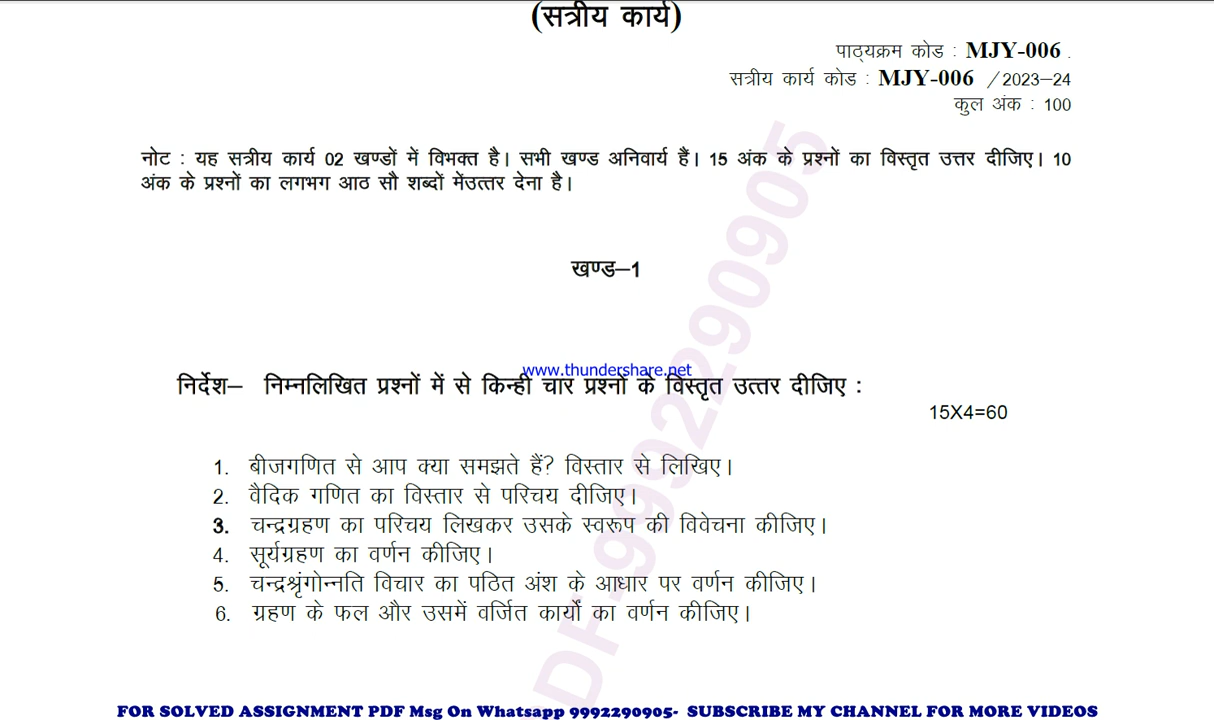 (सत्रीय कार्य)
पाठ्यक्रम कोड : MJY-006 .
सत्रीय कार्य कोड : MJY-006 /2023–24
कुल अंक : 100
नोट : यह सत्रीय कार्य 02 खण्डों में विभक्त है। सभी खण्ड अनिवार्य हैं। 15 अंक के प्रश्नों का विस्तृत उत्तर दीजिए। 10
अंक के प्रश्नों का लगभग आठ सौ शब्दों मेंउत्तर देना है।
खण्ड–1
www.thundershare.net
निर्देश– निम्नलिखित प्रश्नों में से किन्ही चार प्रश्नों के विस्तृत उत्तर दीजिए :
15X4=60
1. बीजगणित से आप क्या समझते हैं? विस्तार से लिखिए।
2. वैदिक गणित का विस्तार से परिचय दीजिए।
3. चन्द्रग्रहण का परिचय लिखकर उसके स्वरूप की विवेचना कीजिए।
4. सूर्यग्रहण का वर्णन कीजिए।
5. चन्द्रश्रृंगोन्नति विचार का पठित अंश के आधार पर वर्णन कीजिए।
6. ग्रहण के फल और उसमें वर्जित कार्यों का वर्णन कीजिए।
DF-9992290905
FOR SOLVED ASSIGNMENT PDF Msg On Whatsapp 9992290905- SUBSCRIBE MY CHANNEL FOR MORE VIDEOS